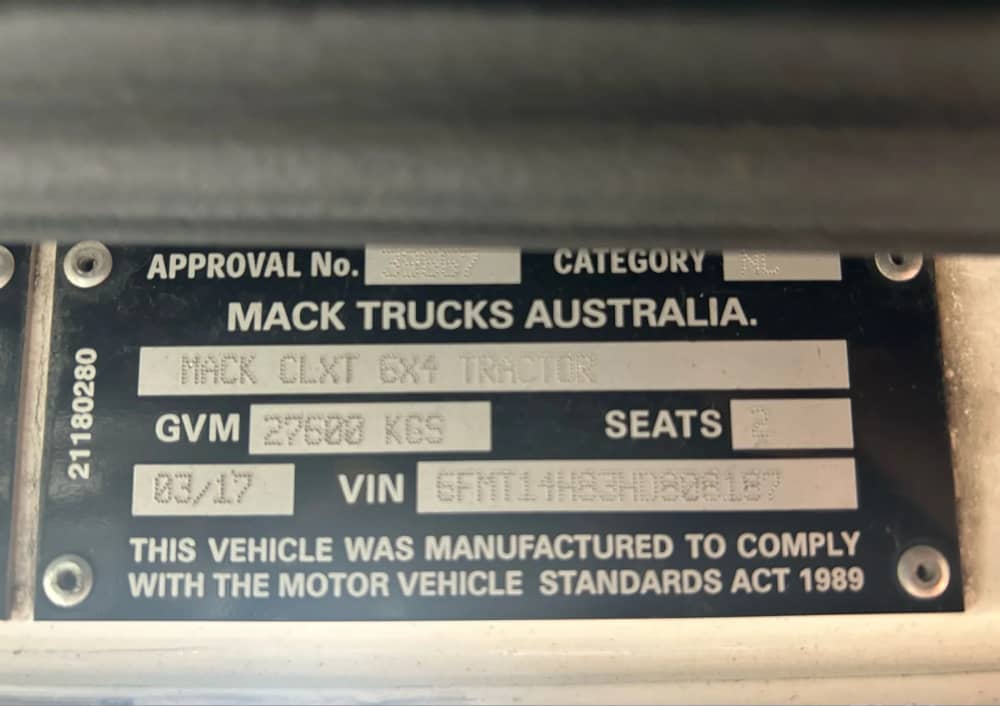 APPROVAL No. CATEGORY NC
MACK TRUCKS AUSTRALIA.
MACK CLXT 6X4 TRACTOR
GVM 27600 KGS SEATS 2
03/17 VIN
THIS VEHICLE WAS MANUFACTURED TO COMPLY
WITH THE MOTOR VEHICLE STANDARDS ACT 1989
21180280